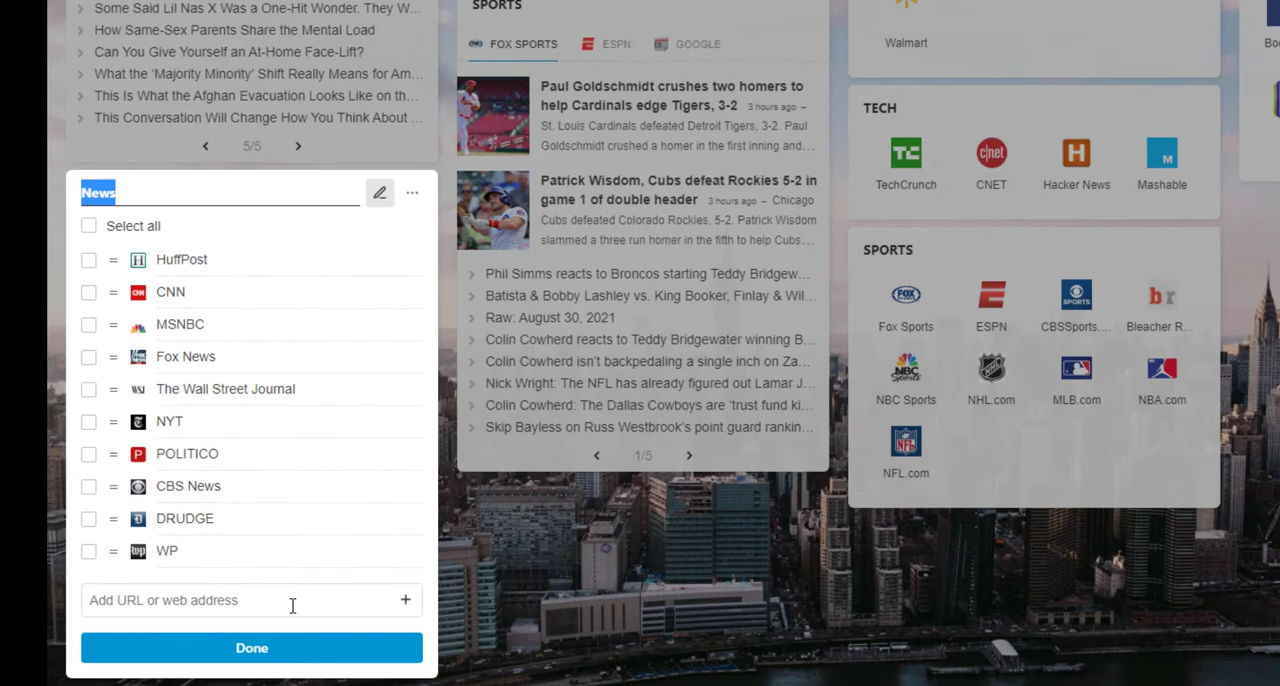 Some Said Lil Nas X Was a One-Hit Wonder. They W...
How Same-Sex Parents Share the Mental Load
Can You Give Yourself an At-Home Face-Lift?
What the ‘Majority Minority’ Shift Really Means for Am...
This Is What the Afghan Evacuation Looks Like on th...
This Conversation Will Change How You Think About ...
5/5
News
Select all
HuffPost
CNN
MSNBC
Fox News
The Wall Street Journal
NYT
POLITICO
CBS News
DRUDGE
WP
Add URL or web address
Done
SPORTS
FOX SPORTS ESPN GOOGLE
Paul Goldschmidt crushes two homers to
help Cardinals edge Tigers, 3-2 3 hours ago –
St. Louis Cardinals defeated Detroit Tigers, 3-2. Paul
Goldschmidt crushed a homer in the first inning and...
Patrick Wisdom, Cubs defeat Rockies 5-2 in
game 1 of double header 3 hours ago – Chicago
Cubs defeated Colorado Rockies, 5-2. Patrick Wisdom
slammed a three run homer in the fifth to help Cubs...
Phil Simms reacts to Broncos starting Teddy Bridgew...
Batista & Bobby Lashley vs. King Booker, Finlay & Wil...
Raw: August 30, 2021
Colin Cowherd reacts to Teddy Bridgewater winning B...
Colin Cowherd isn’t backpedaling a single inch on Za...
Nick Wright: The NFL has already figured out Lamar J...
Colin Cowherd: The Dallas Cowboys are ‘trust fund ki...
Skip Bayless on Russ Westbrook’s point guard rankin...
1/5
Walmart
TECH
TechCrunch CNET Hacker News Mashable
SPORTS
Fox Sports ESPN CBSSports.... Bleacher R...
NBC Sports NHL.com MLB.com NBA.com
NFL.com